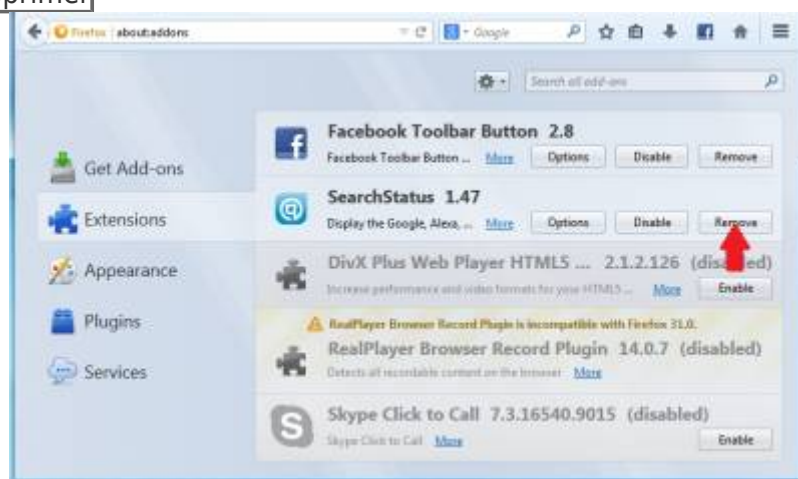 primer
Firefox about:addons Google
Search all add-ons
Get Add-ons
Extensions
Appearance
Plugins
Services
Facebook Toolbar Button 2.8
Facebook Toolbar Button ... More Options Disable Remove
SearchStatus 1.47
Display the Google, Alexa, ... More Options Disable Remove
DivX Plus Web Player HTML5 ... 2.1.2.126 (disabled)
Increase performance and video formats for your HTML5 ... More Enable
RealPlayer Browser Record Plugin is incompatible with Firefox 31.0.
RealPlayer Browser Record Plugin 14.0.7 (disabled)
Detects all recordable content on the browser More
Skype Click to Call 7.3.16540.9015 (disabled)
Skype Click to Call More Enable